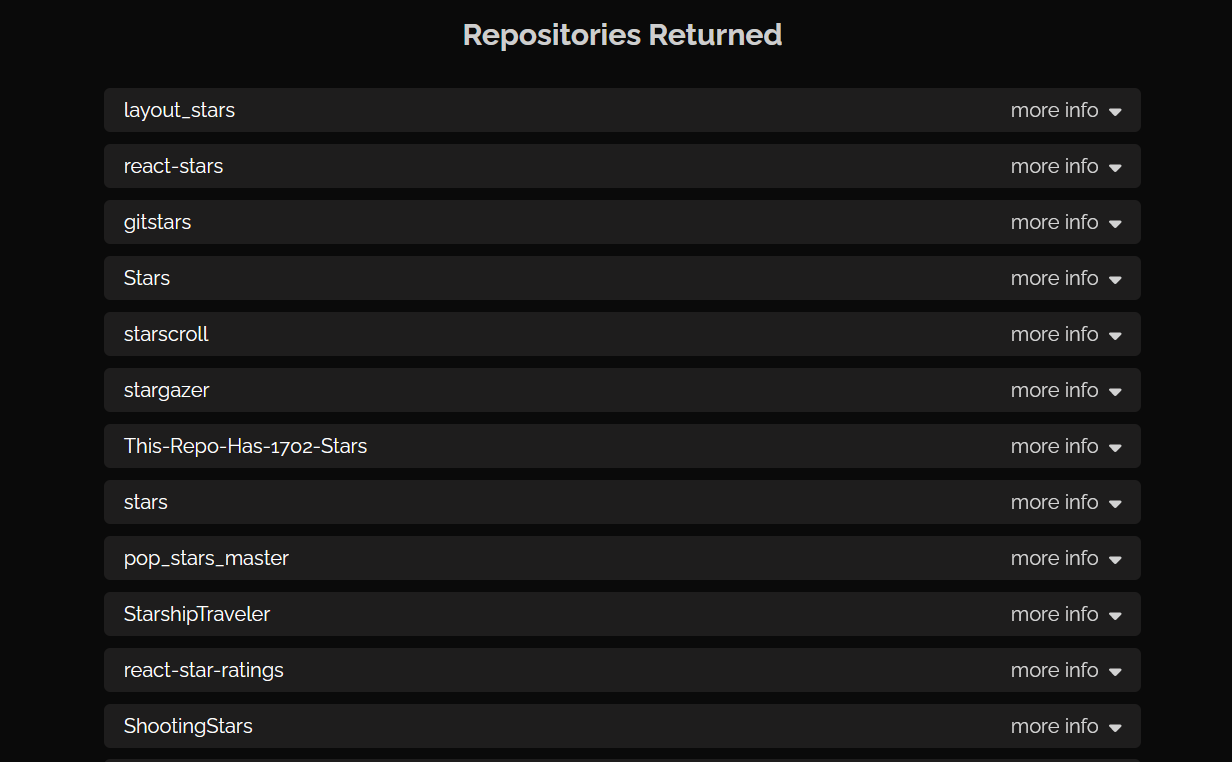 Repositories Returned
layout_stars more info
react-stars more info
gitstars more info
Stars more info
starscroll more info
stargazer more info
This-Repo-Has-1702-Stars more info
stars more info
pop_stars_master more info
StarshipTraveler more info
react-star-ratings more info
ShootingStars more info